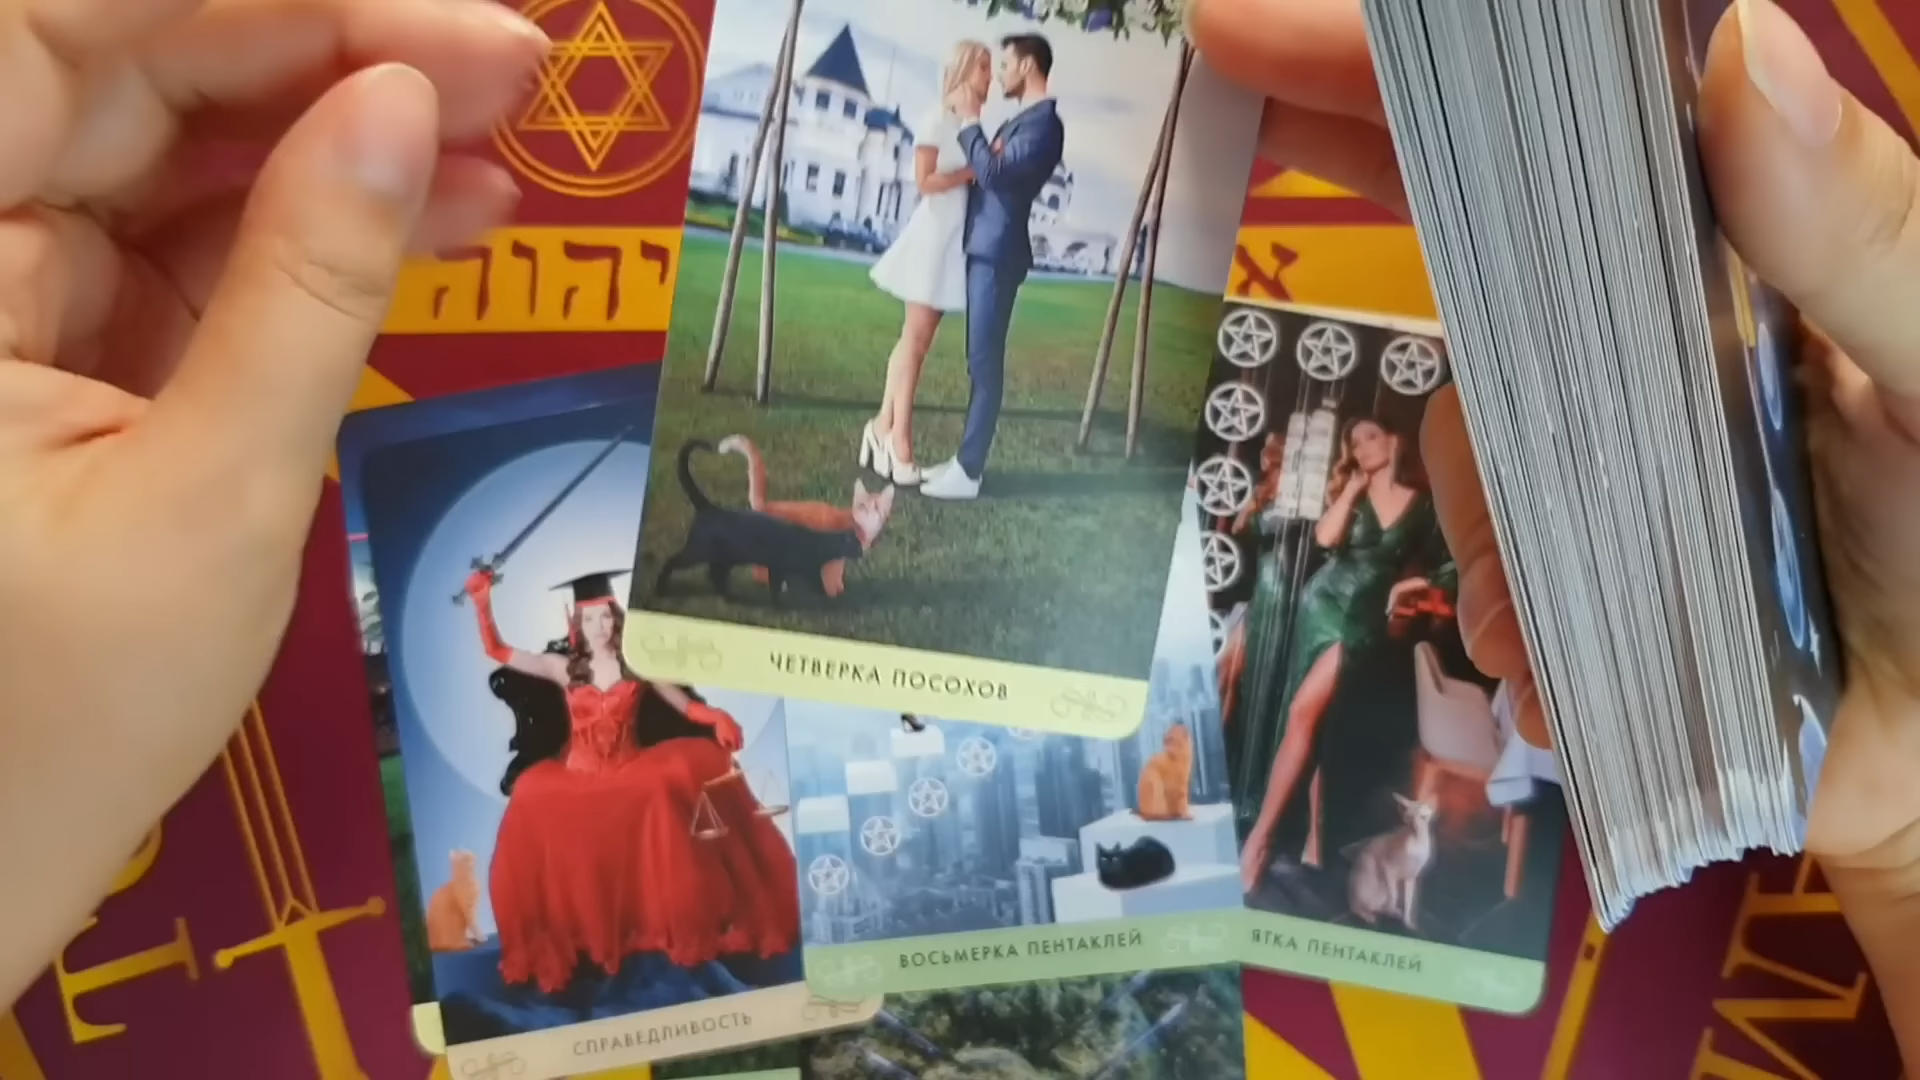 יהוה
א
ЧЕТВЕРКА ПОСОХОВ
ВОСЬМЕРКА ПЕНТАКЛЕЙ
ЯТКА ПЕНТАКЛЕЙ
СПРАВЕДЛИВОСТЬ